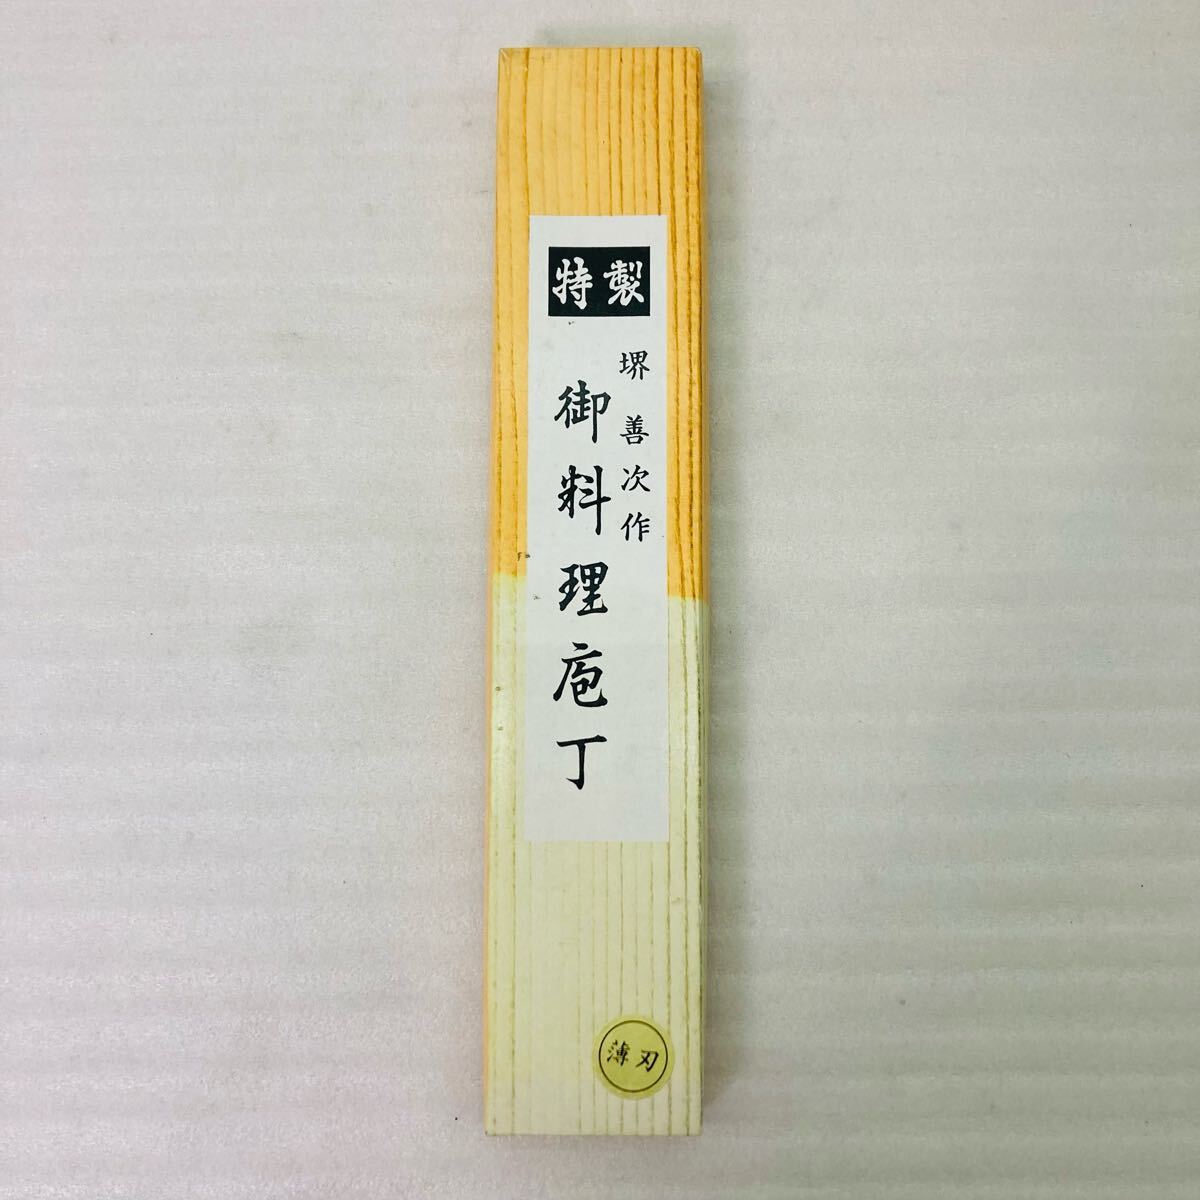 特製
堺 善次作
御料理庖丁
薄刃